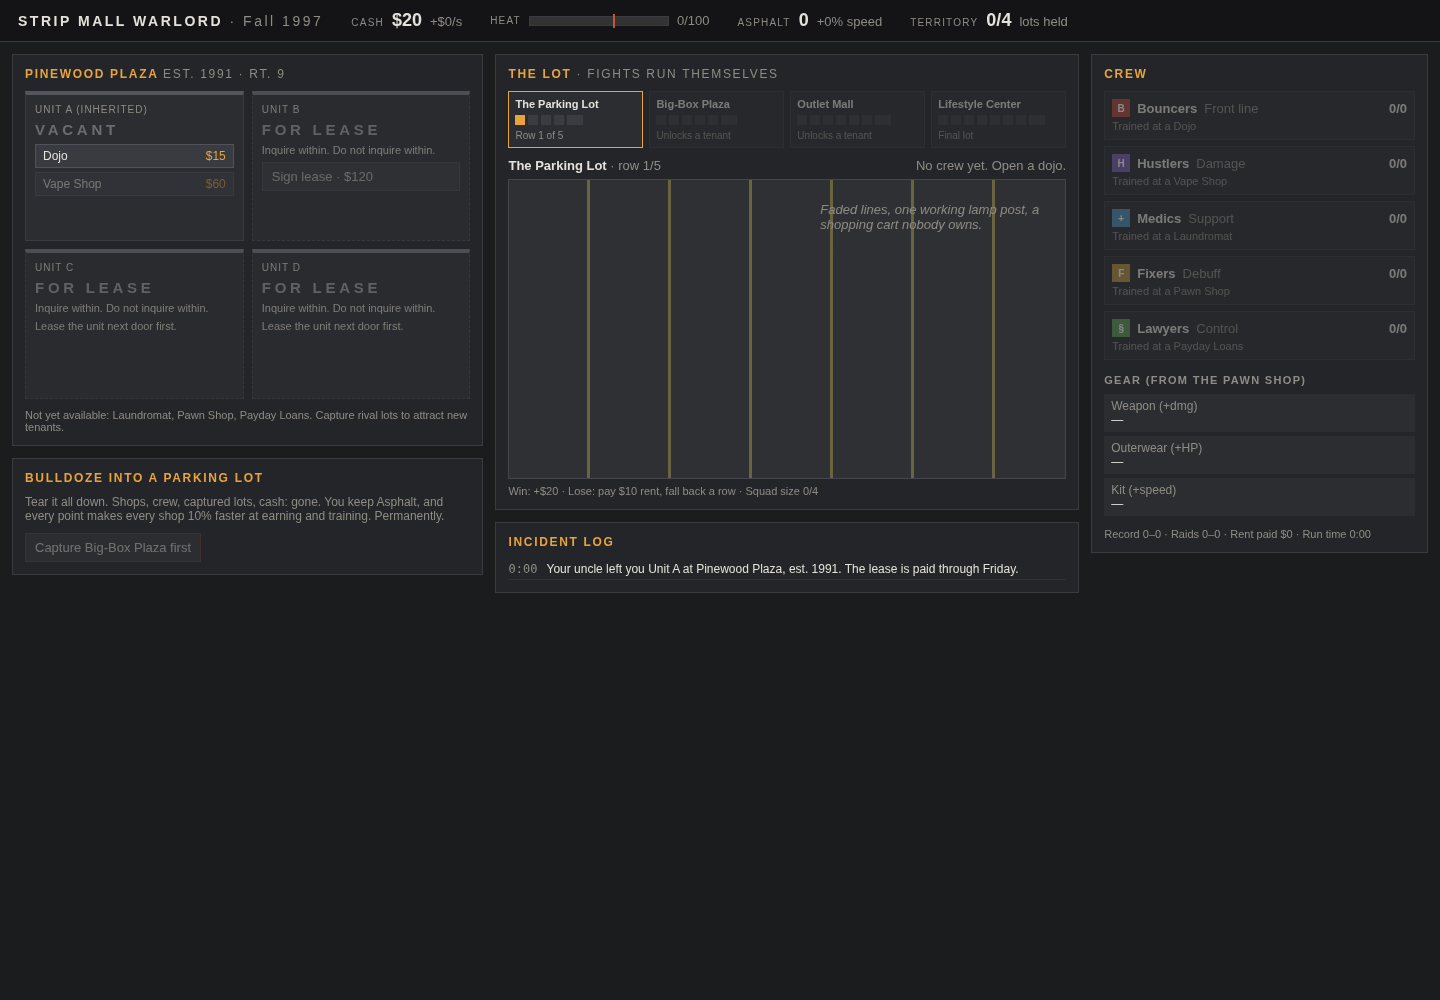 STRIP MALL WARLORD · Fall 1997 CASH $20 +$0/s HEAT 0/100 ASPHALT 0 +0% speed TERRITORY 0/4 lots held
PINEWOOD PLAZA EST. 1991 · RT. 9
UNIT A (INHERITED)
VACANT
Dojo $15
Vape Shop $60
UNIT B
FOR LEASE
Inquire within. Do not inquire within.
Sign lease · $120
UNIT C
FOR LEASE
Inquire within. Do not inquire within.
Lease the unit next door first.
UNIT D
FOR LEASE
Inquire within. Do not inquire within.
Lease the unit next door first.
Not yet available: Laundromat, Pawn Shop, Payday Loans. Capture rival lots to attract new
tenants.
BULLDOZE INTO A PARKING LOT
Tear it all down. Shops, crew, captured lots, cash: gone. You keep Asphalt, and
every point makes every shop 10% faster at earning and training. Permanently.
Capture Big-Box Plaza first
THE LOT · FIGHTS RUN THEMSELVES
The Parking Lot
Row 1 of 5
Big-Box Plaza
Unlocks a tenant
Outlet Mall
Unlocks a tenant
Lifestyle Center
Final lot
The Parking Lot · row 1/5 No crew yet. Open a dojo.
Faded lines, one working lamp post, a
shopping cart nobody owns.
Win: +$20 · Lose: pay $10 rent, fall back a row · Squad size 0/4
INCIDENT LOG
0:00 Your uncle left you Unit A at Pinewood Plaza, est. 1991. The lease is paid through Friday.
CREW
B Bouncers Front line 0/0
Trained at a Dojo
H Hustlers Damage 0/0
Trained at a Vape Shop
+ Medics Support 0/0
Trained at a Laundromat
F Fixers Debuff 0/0
Trained at a Pawn Shop
§ Lawyers Control 0/0
Trained at a Payday Loans
GEAR (FROM THE PAWN SHOP)
Weapon (+dmg)
—
Outerwear (+HP)
—
Kit (+speed)
—
Record 0–0 · Raids 0–0 · Rent paid $0 · Run time 0:00